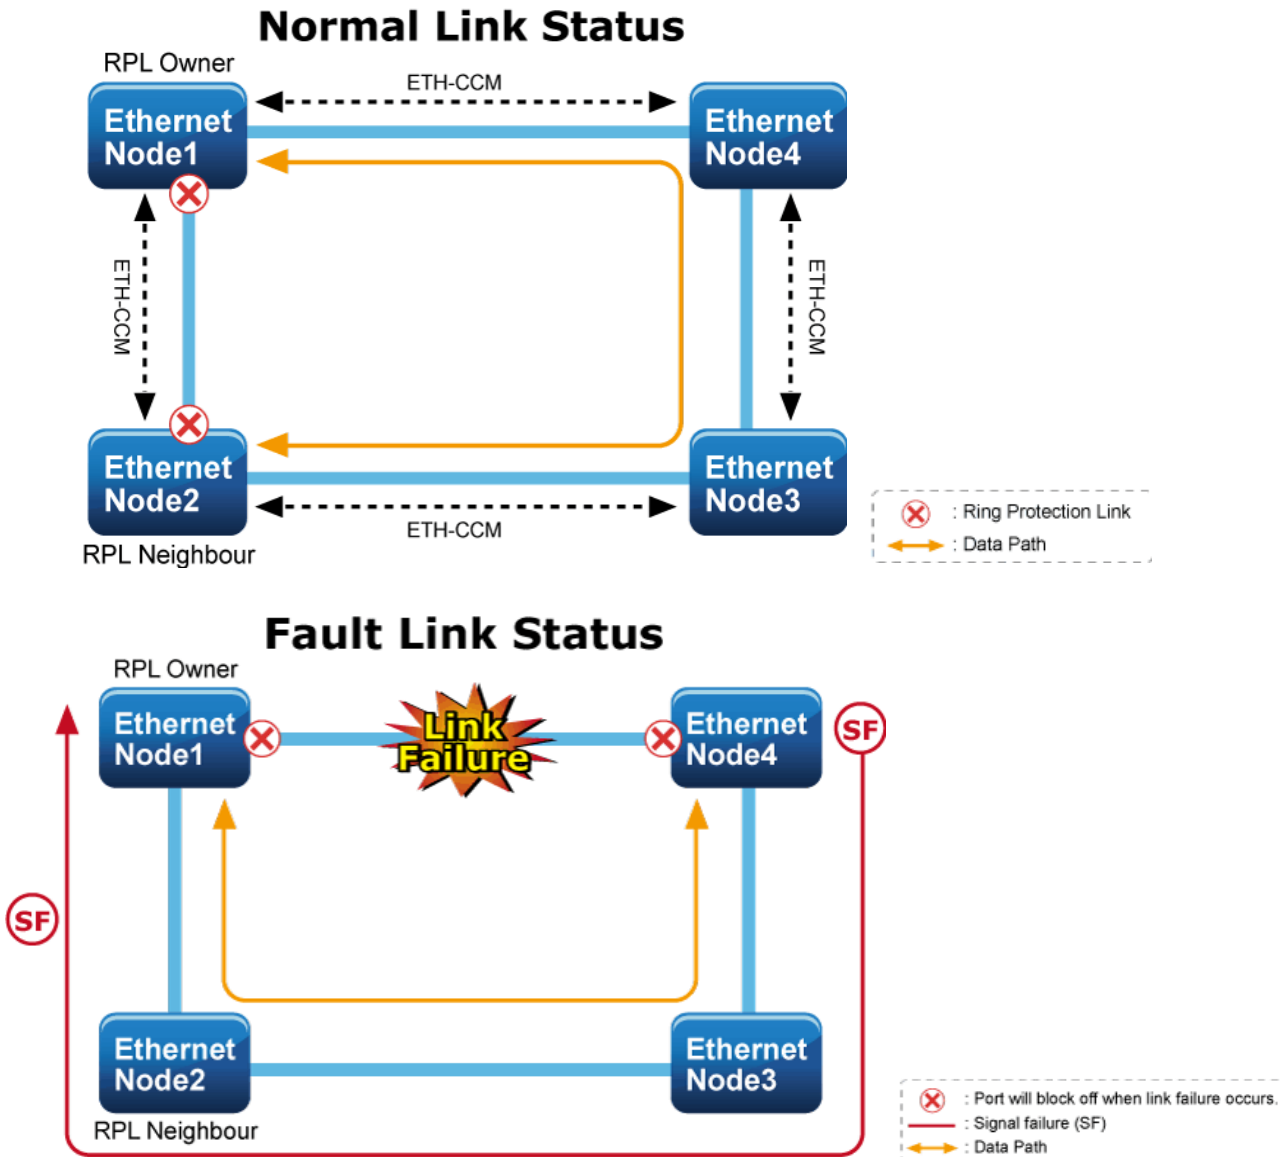 Normal Link Status
RPL Owner
ETH-CCM
Ethernet
Node1
Ethernet
Node4
ETH-CCM
ETH-CCM
Ethernet
Node2
Ethernet
Node3
ETH-CCM
RPL Neighbour
: Ring Protection Link
: Data Path
Fault Link Status
RPL Owner
Ethernet
Node1
Link
Failure
Ethernet
Node4
SF
SF
Ethernet
Node2
Ethernet
Node3
RPL Neighbour
: Port will block off when link failure occurs.
: Signal failure (SF)
: Data Path